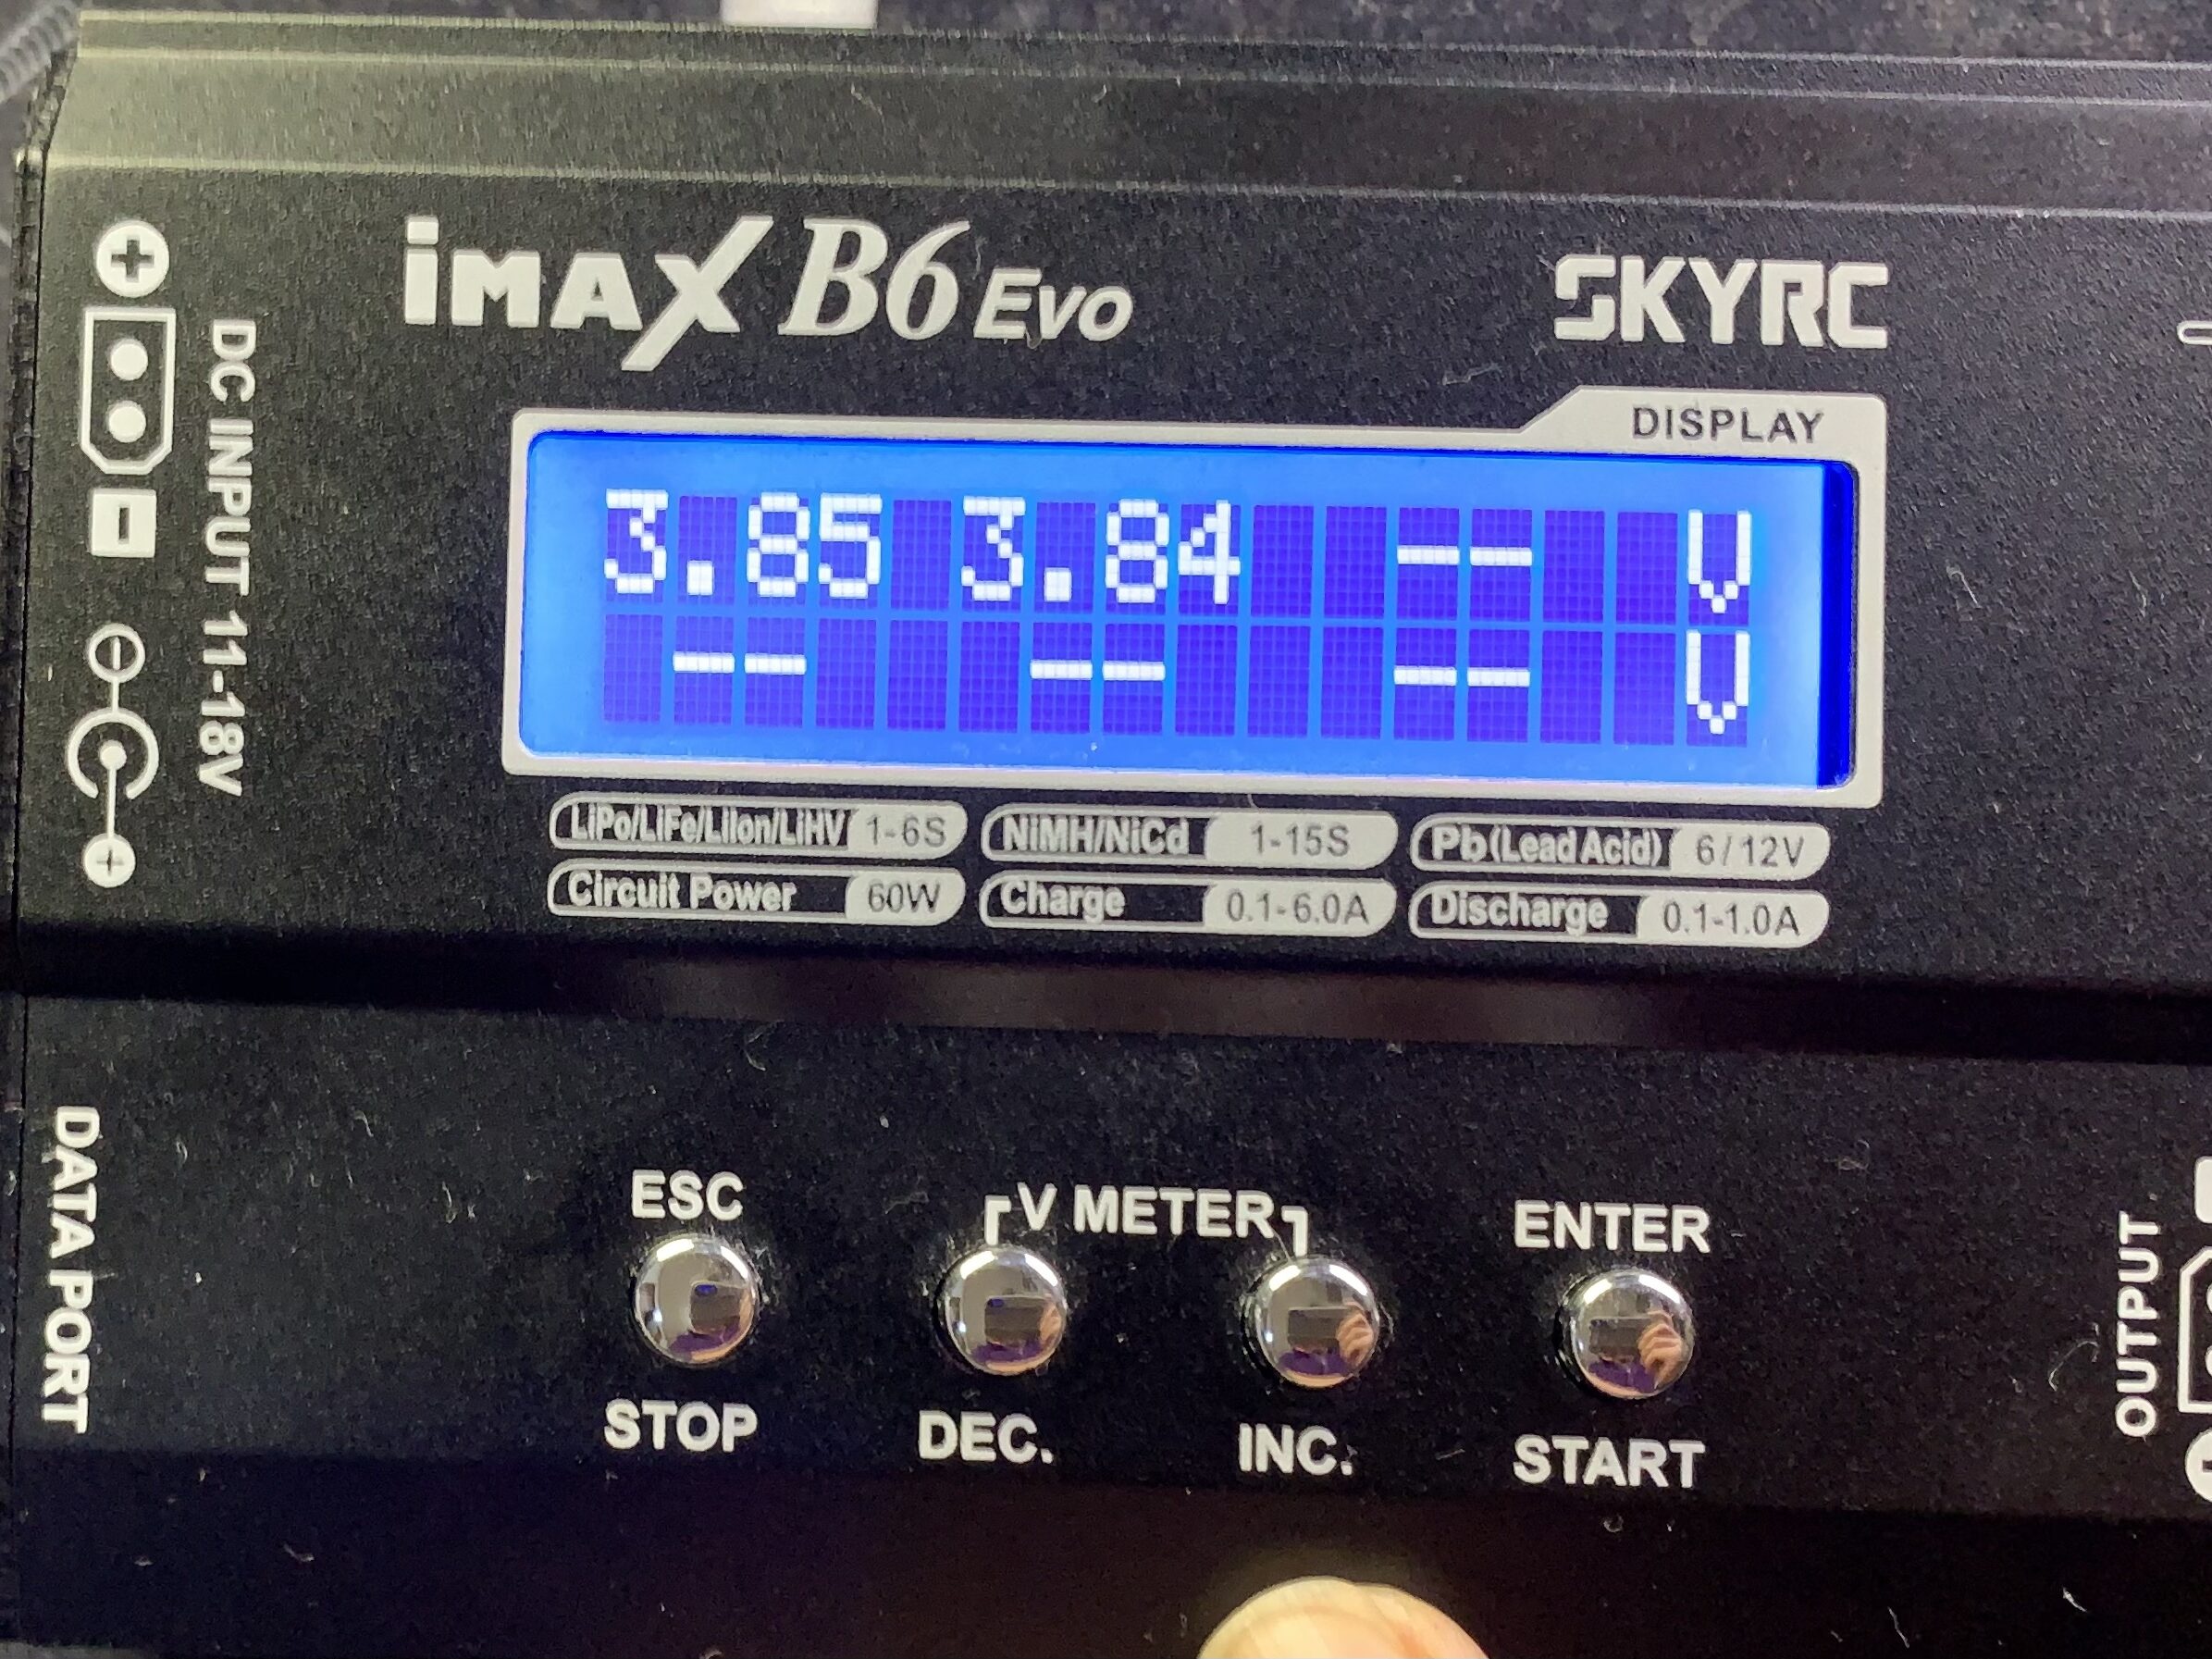 iMAX B6 Evo
SKYRC
DISPLAY
3.85 3.84 -- V
-- -- -- V
DC INPUT 11-18V
LiPo/LiFe/LiIon/LiHV 1-6S
NiMH/NiCd 1-15S
Pb(Lead Acid) 6/12V
Circuit Power 60W
Charge 0.1-6.0A
Discharge 0.1-1.0A
DATA PORT
ESC
V METER
ENTER
STOP
DEC.
INC.
START
OUTPUT